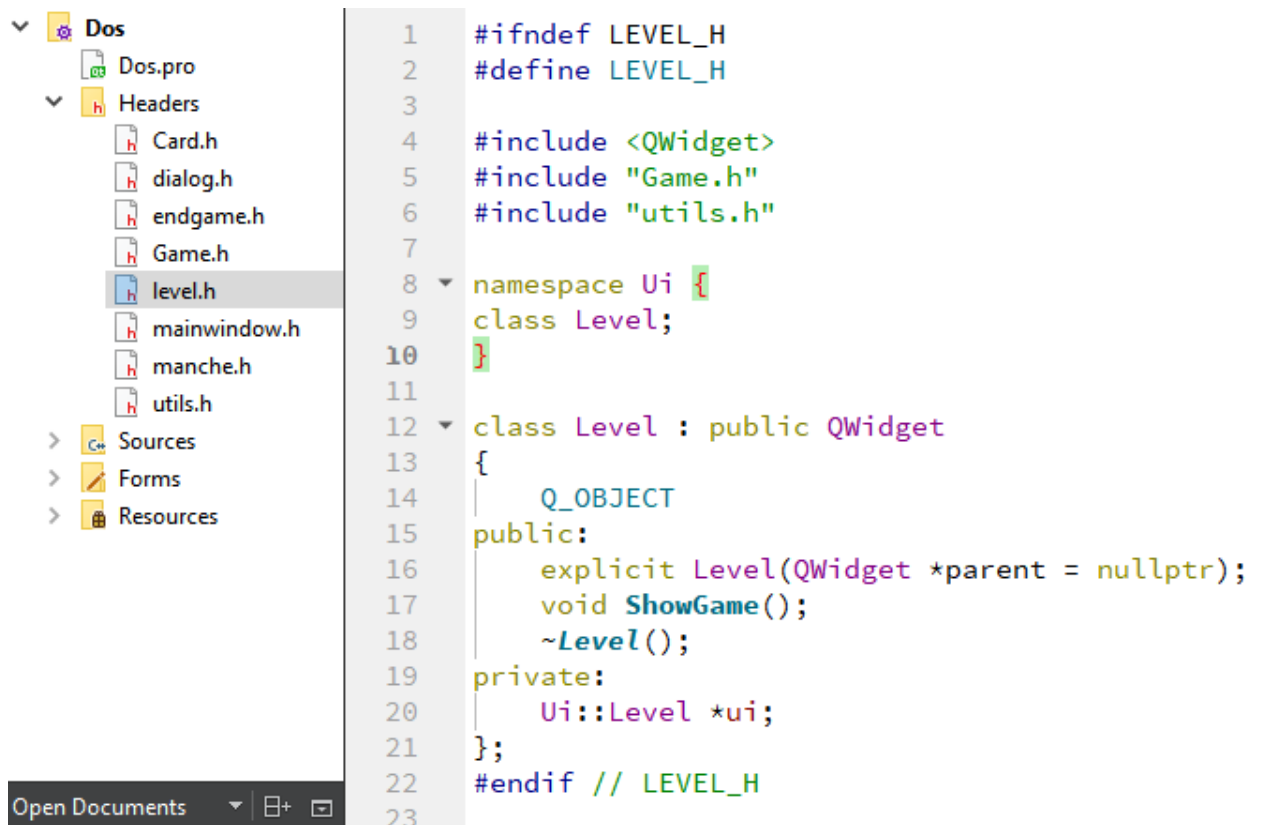 Dos
Dos.pro
Headers
Card.h
dialog.h
endgame.h
Game.h
level.h
mainwindow.h
manche.h
utils.h
Sources
Forms
Resources
Open Documents
1 #ifndef LEVEL_H
2 #define LEVEL_H
3
4 #include <QWidget>
5 #include "Game.h"
6 #include "utils.h"
7
8 namespace Ui {
9 class Level;
10 }
11
12 class Level : public QWidget
13 {
14     Q_OBJECT
15 public:
16     explicit Level(QWidget *parent = nullptr);
17     void ShowGame();
18     ~Level();
19 private:
20     Ui::Level *ui;
21 };
22 #endif // LEVEL_H
23